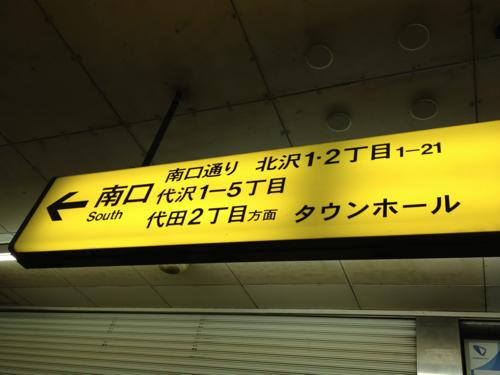 ← 南口 南口通り 北沢1・2丁目1-21
South 代沢1-5丁目
代田2丁目方面 タウンホール